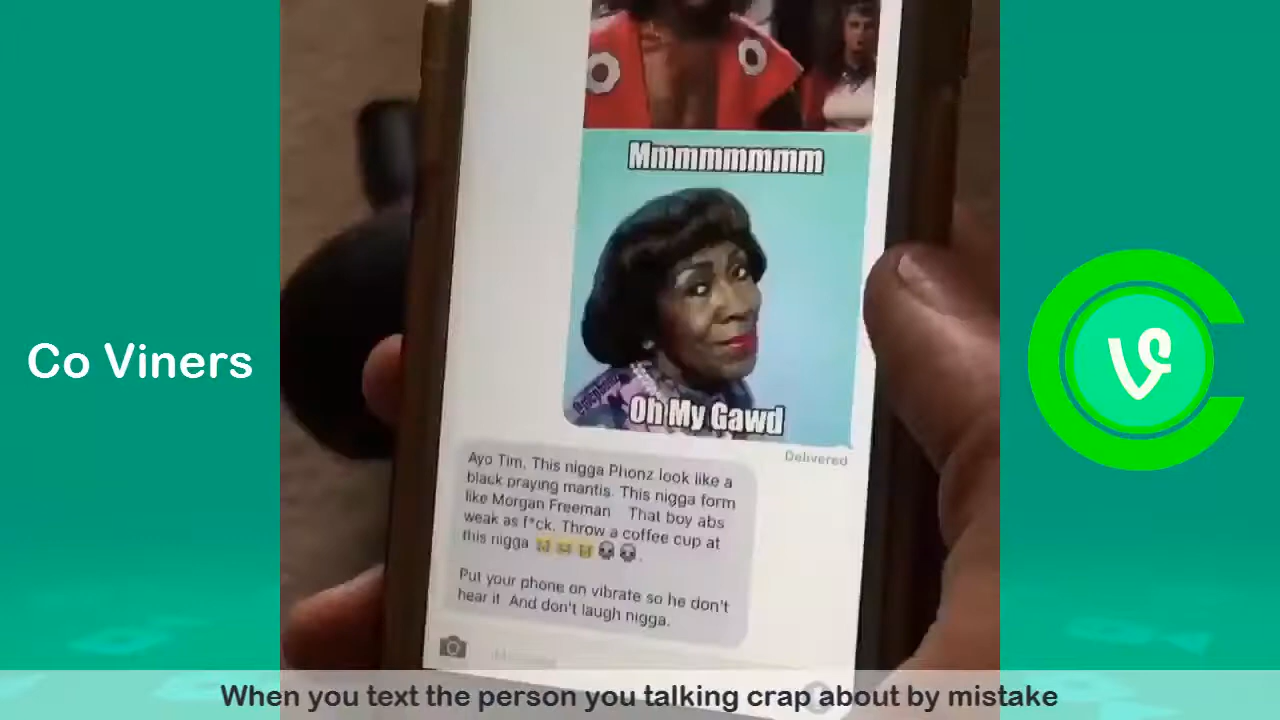 Mmmmmmmm
Oh My Gawd
Delivered
Ayo Tim. This nigga Phonz look like a
black praying mantis. This nigga form
like Morgan Freeman That boy abs
weak as f*ck. Throw a coffee cup at
this nigga
Put your phone on vibrate so he don't
hear it And don't laugh nigga.
Co Viners
When you text the person you talking crap about by mistake